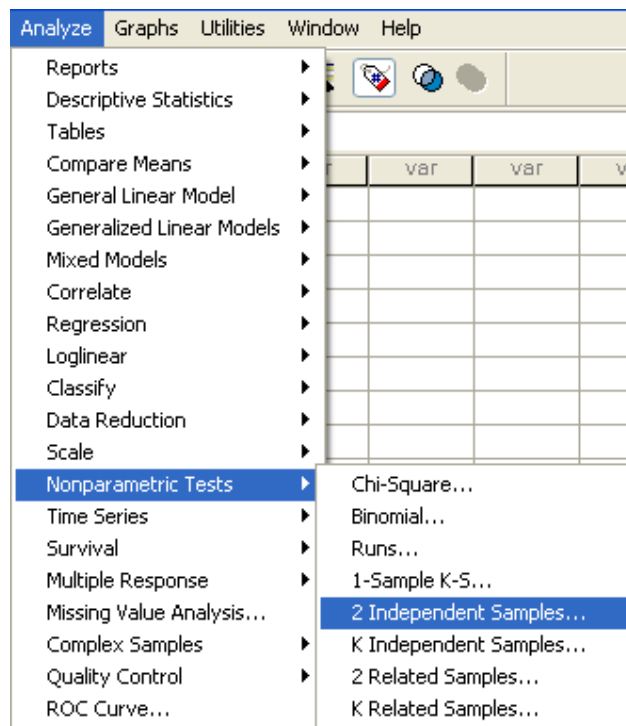 Analyze Graphs Utilities Window Help
Reports
Descriptive Statistics
Tables
Compare Means
var var
General Linear Model
Generalized Linear Models
Mixed Models
Correlate
Regression
Loglinear
Classify
Data Reduction
Scale
Nonparametric Tests
Time Series
Survival
Multiple Response
Missing Value Analysis...
Complex Samples
Quality Control
ROC Curve...
Chi-Square...
Binomial...
Runs...
1-Sample K-S...
2 Independent Samples...
K Independent Samples...
2 Related Samples...
K Related Samples...